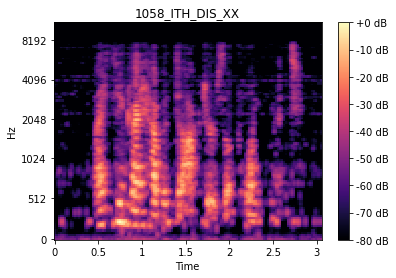 1058_ITH_DIS_XX
8192
4096
2048
1024
512
0
Hz
0 0.5 1 1.5 2 2.5 3
Time
+0 dB
-10 dB
-20 dB
-30 dB
-40 dB
-50 dB
-60 dB
-70 dB
-80 dB